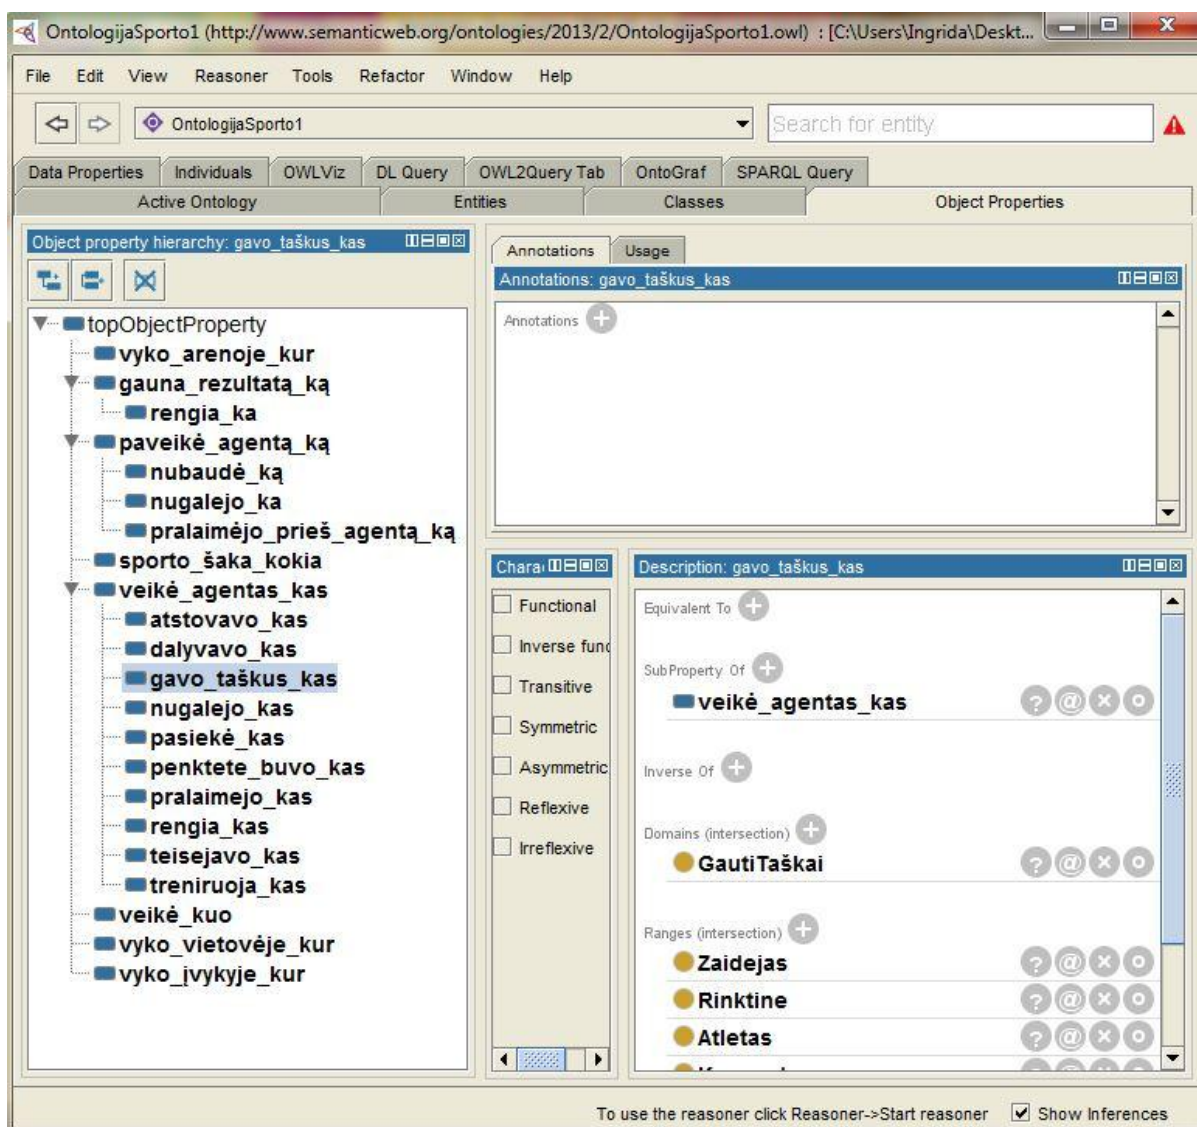 OntologijaSporto1 (http://www.semanticweb.org/ontologies/2013/2/OntologijaSporto1.owl) : [C:\Users\Ingrida\Deskt...
File Edit View Reasoner Tools Refactor Window Help
OntologijaSporto1
Search for entity
Data Properties Individuals OWLViz DL Query OWL2Query Tab OntoGraf SPARQL Query
Active Ontology Entities Classes Object Properties
Object property hierarchy: gavo_taškus_kas
topObjectProperty
vyko_arenoje_kur
gauna_rezultatą_ką
rengia_ka
paveikė_agentą_ką
nubaudė_ką
nugalejo_ka
pralaimėjo_prieš_agentą_ką
sporto_šaka_kokia
veikė_agentas_kas
atstovavo_kas
dalyvavo_kas
gavo_taškus_kas
nugalejo_kas
pasiekė_kas
penktete_buvo_kas
pralaimejo_kas
rengia_kas
teisejavo_kas
treniruoja_kas
veikė_kuo
vyko_vietovėje_kur
vyko_įvykyje_kur
Annotations Usage
Annotations: gavo_taškus_kas
Annotations
Chara
Functional
Inverse func
Transitive
Symmetric
Asymmetric
Reflexive
Irreflexive
Description: gavo_taškus_kas
Equivalent To
SubProperty Of
veikė_agentas_kas
Inverse Of
Domains (intersection)
GautiTaškai
Ranges (intersection)
Zaidejas
Rinktine
Atletas
To use the reasoner click Reasoner->Start reasoner Show Inferences